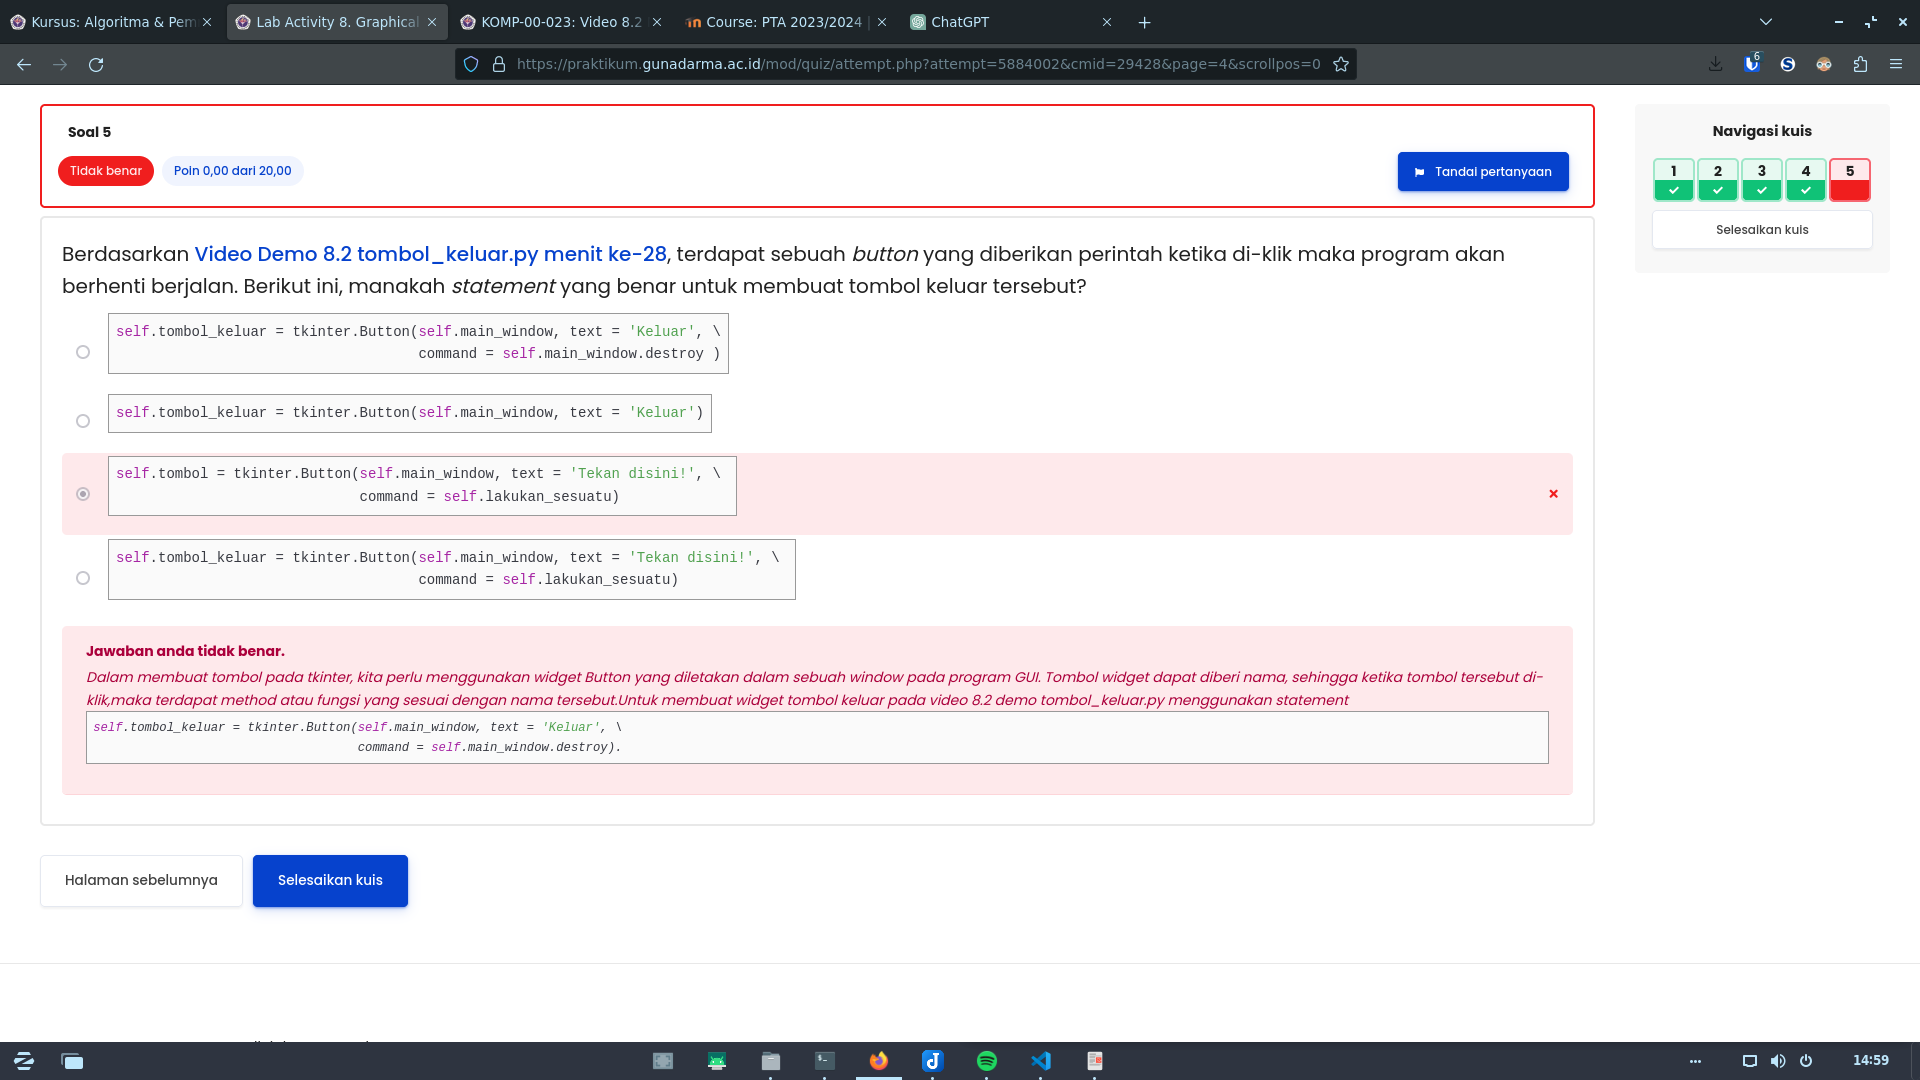 Kursus: Algoritma & Pem
Lab Activity 8. Graphical
KOMP-00-023: Video 8.2
Course: PTA 2023/2024 |
ChatGPT
https://praktikum.gunadarma.ac.id/mod/quiz/attempt.php?attempt=5884002&cmid=29428&page=4&scrollpos=0
6
Soal 5
Tidak benar
Poin 0,00 dari 20,00
Tandai pertanyaan
Navigasi kuis
1 2 3 4 5
Selesaikan kuis
Berdasarkan Video Demo 8.2 tombol_keluar.py menit ke-28, terdapat sebuah button yang diberikan perintah ketika di-klik maka program akan
berhenti berjalan. Berikut ini, manakah statement yang benar untuk membuat tombol keluar tersebut?
self.tombol_keluar = tkinter.Button(self.main_window, text = 'Keluar', \
command = self.main_window.destroy )
self.tombol_keluar = tkinter.Button(self.main_window, text = 'Keluar')
self.tombol = tkinter.Button(self.main_window, text = 'Tekan disini!', \
command = self.lakukan_sesuatu)
self.tombol_keluar = tkinter.Button(self.main_window, text = 'Tekan disini!', \
command = self.lakukan_sesuatu)
Jawaban anda tidak benar.
Dalam membuat tombol pada tkinter, kita perlu menggunakan widget Button yang diletakan dalam sebuah window pada program GUI. Tombol widget dapat diberi nama, sehingga ketika tombol tersebut di-
klik,maka terdapat method atau fungsi yang sesuai dengan nama tersebut.Untuk membuat widget tombol keluar pada video 8.2 demo tombol_keluar.py menggunakan statement
self.tombol_keluar = tkinter.Button(self.main_window, text = 'Keluar', \
command = self.main_window.destroy).
Halaman sebelumnya
Selesaikan kuis
14:59